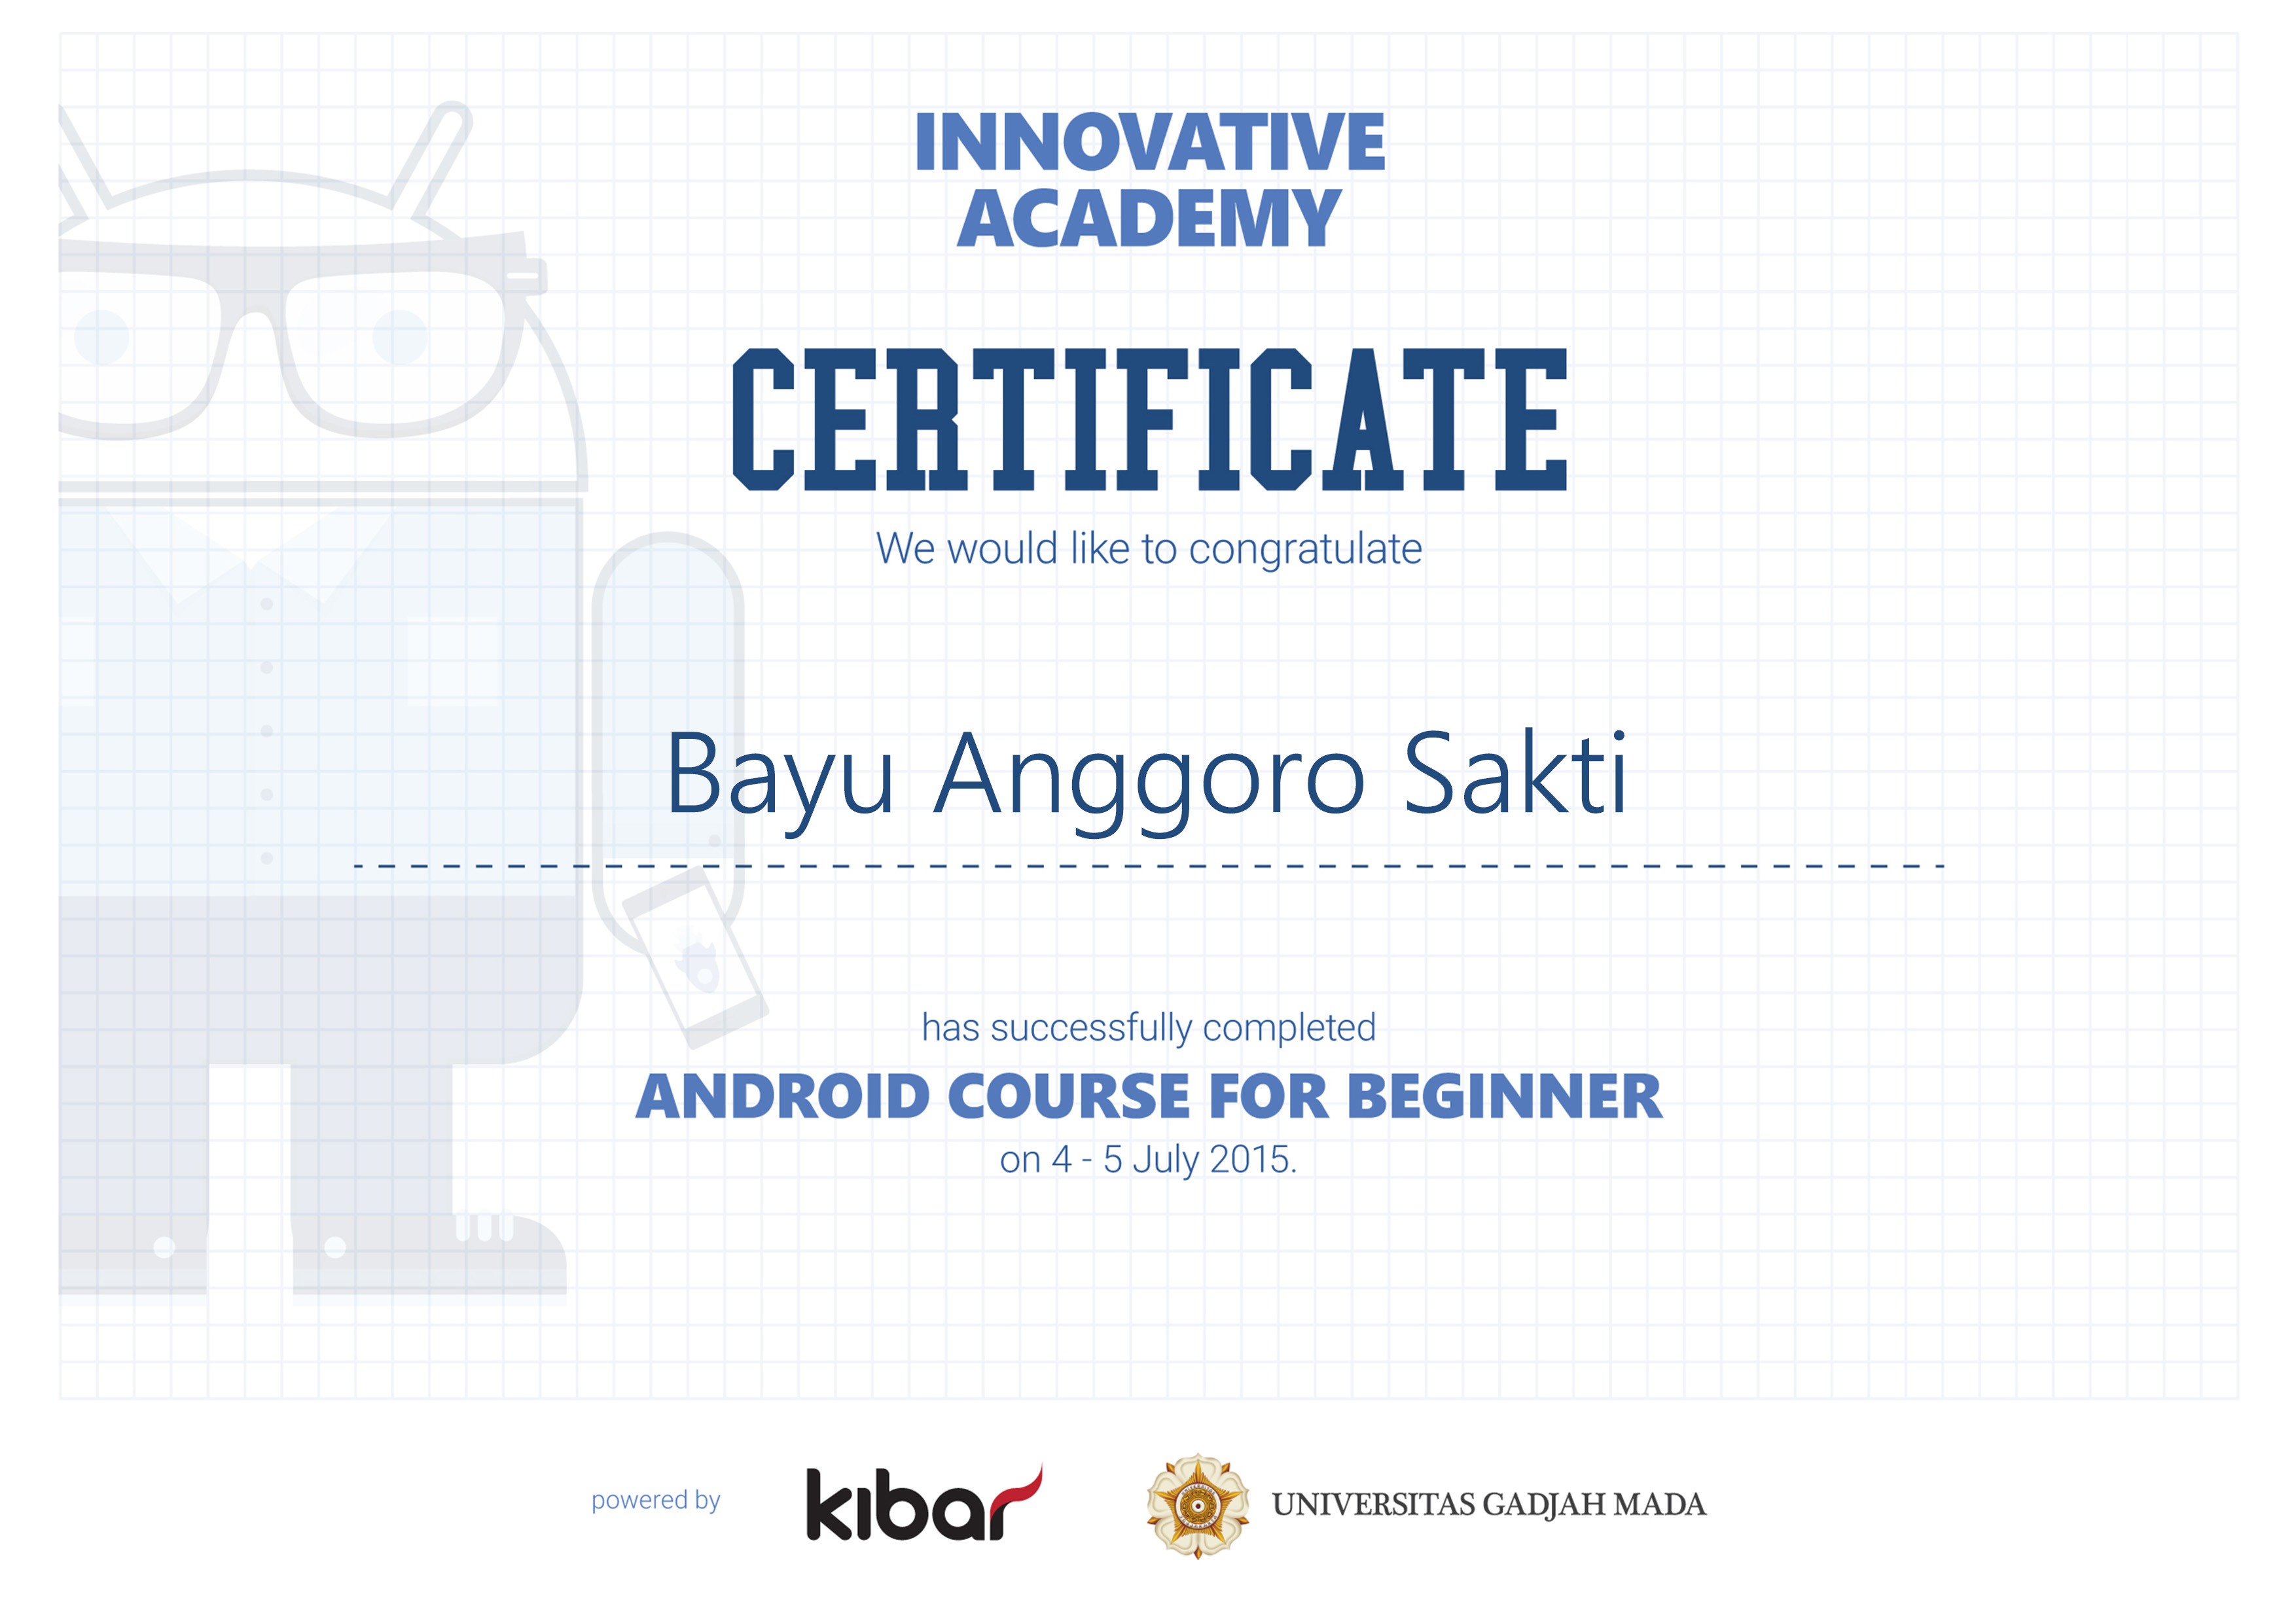 INNOVATIVE
ACADEMY
CERTIFICATE
We would like to congratulate
Bayu Anggoro Sakti
has successfully completed
ANDROID COURSE FOR BEGINNER
on 4 - 5 July 2015.
powered by
kibar
UNIVERSITAS GADJAH MADA